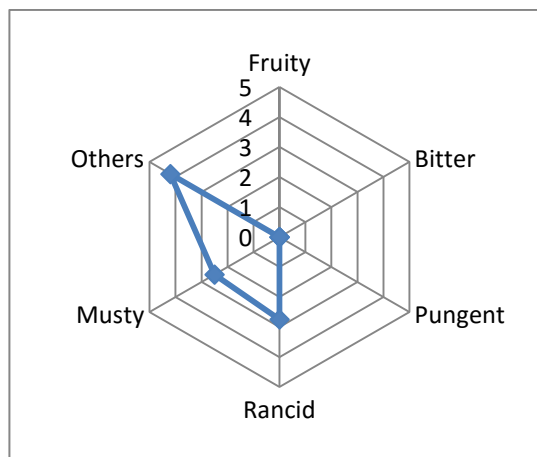 Fruity
5
4
3
2
1
0
Others
Bitter
Musty
Pungent
Rancid